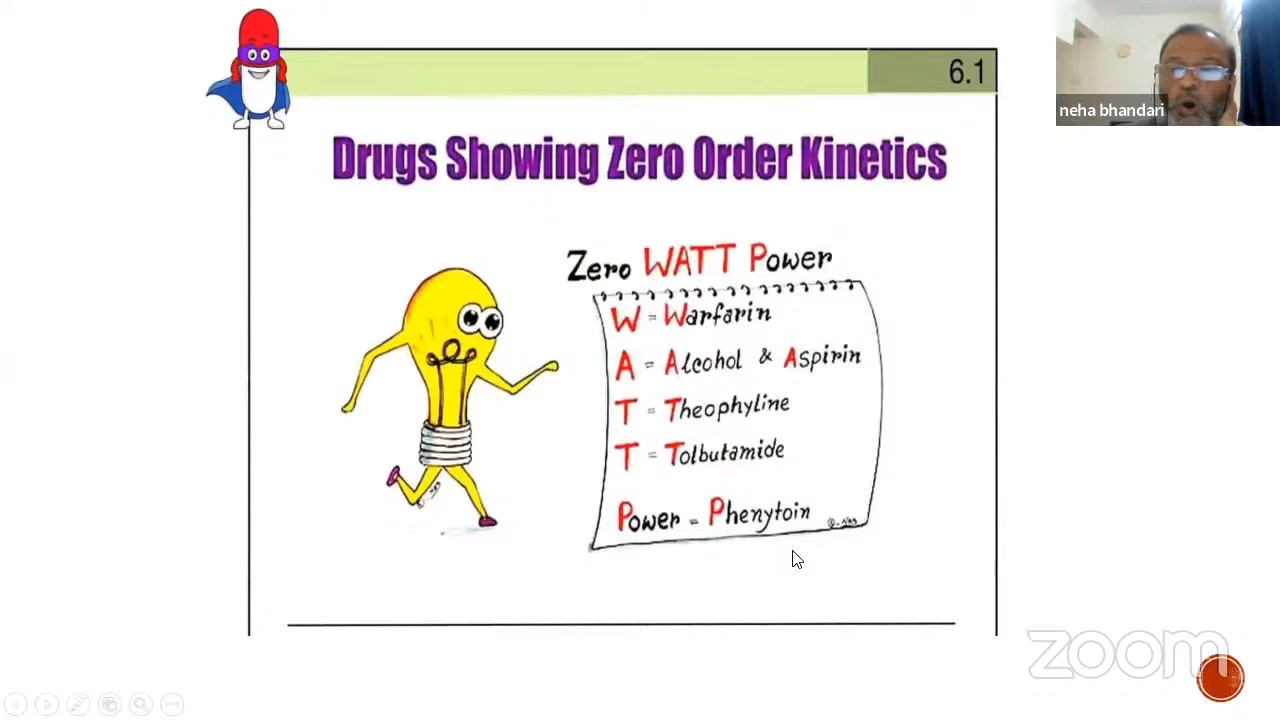 6.1
neha bhandari
Drugs Showing Zero Order Kinetics
Zero WATT Power
W = Warfarin
A = Alcohol & Aspirin
T = Theophyline
T = Tolbutamide
Power = Phenytoin
zoom